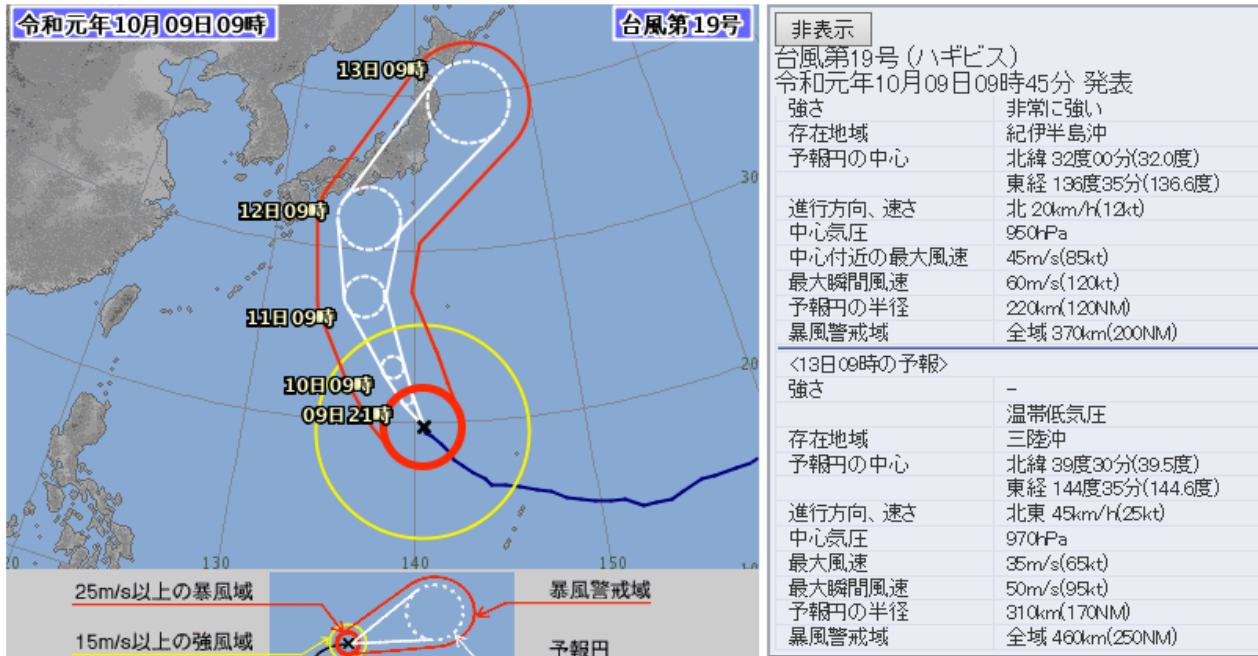 令和元年10月09日09時
台風第19号
13日09時
12日09時
11日09時
10日09時
09日21時
30
20
20
130
140
150
25m/s以上の暴風域
暴風警戒域
15m/s以上の強風域
予報円
非表示
台風第19号 (ハギビス)
令和元年10月09日09時45分 発表
強さ 非常に強い
存在地域 紀伊半島沖
予報円の中心 北緯 32度00分(32.0度)
東経 136度35分(136.6度)
進行方向、速さ 北 20km/h(12kt)
中心気圧 950hPa
中心付近の最大風速 45m/s(85kt)
最大瞬間風速 60m/s(120kt)
予報円の半径 220km(120NM)
暴風警戒域 全域 370km(200NM)
<13日09時の予報>
強さ -
温帯低気圧
存在地域 三陸沖
予報円の中心 北緯 39度30分(39.5度)
東経 144度35分(144.6度)
進行方向、速さ 北東 45km/h(25kt)
中心気圧 970hPa
最大風速 35m/s(65kt)
最大瞬間風速 50m/s(95kt)
予報円の半径 310km(170NM)
暴風警戒域 全域 460km(250NM)